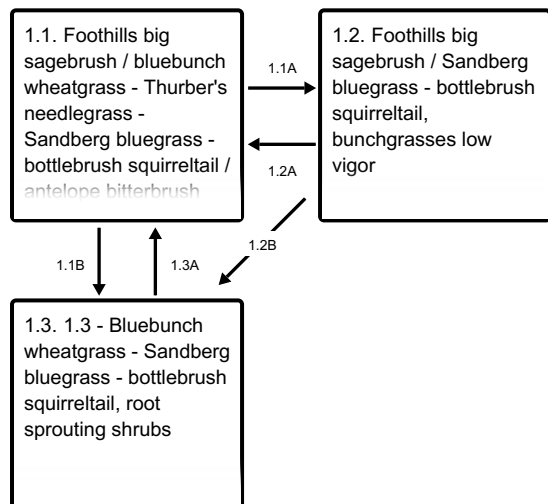 1.1. Foothills big
sagebrush / bluebunch
wheatgrass - Thurber's
needlegrass -
Sandberg bluegrass -
bottlebrush squirreltail /
antelope bitterbrush
1.1A
1.2A
1.2. Foothills big
sagebrush / Sandberg
bluegrass - bottlebrush
squirreltail,
bunchgrasses low
vigor
1.1B
1.3A
1.2B
1.3. 1.3 - Bluebunch
wheatgrass - Sandberg
bluegrass - bottlebrush
squirreltail, root
sprouting shrubs